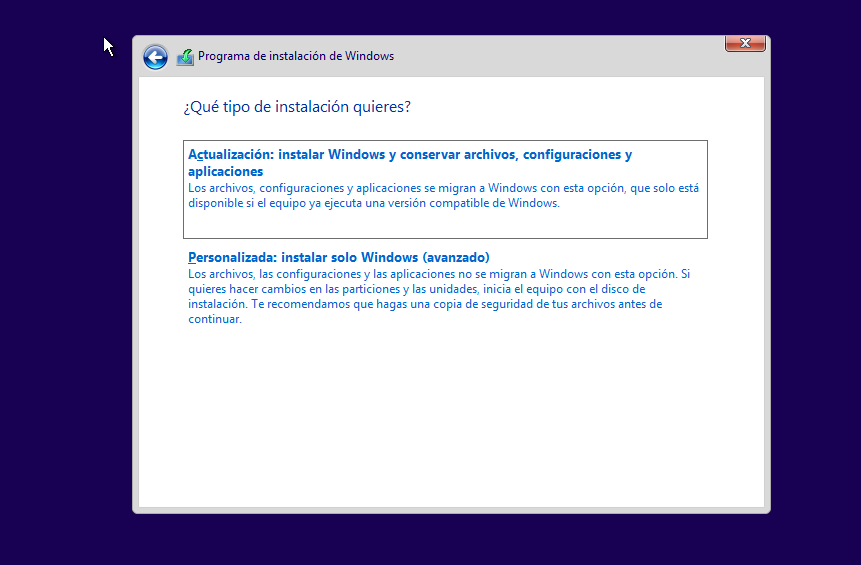 Programa de instalación de Windows
¿Qué tipo de instalación quieres?
Actualización: instalar Windows y conservar archivos, configuraciones y
aplicaciones
Los archivos, configuraciones y aplicaciones se migran a Windows con esta opción, que solo está
disponible si el equipo ya ejecuta una versión compatible de Windows.
Personalizada: instalar solo Windows (avanzado)
Los archivos, las configuraciones y las aplicaciones no se migran a Windows con esta opción. Si
quieres hacer cambios en las particiones y las unidades, inicia el equipo con el disco de
instalación. Te recomendamos que hagas una copia de seguridad de tus archivos antes de
continuar.